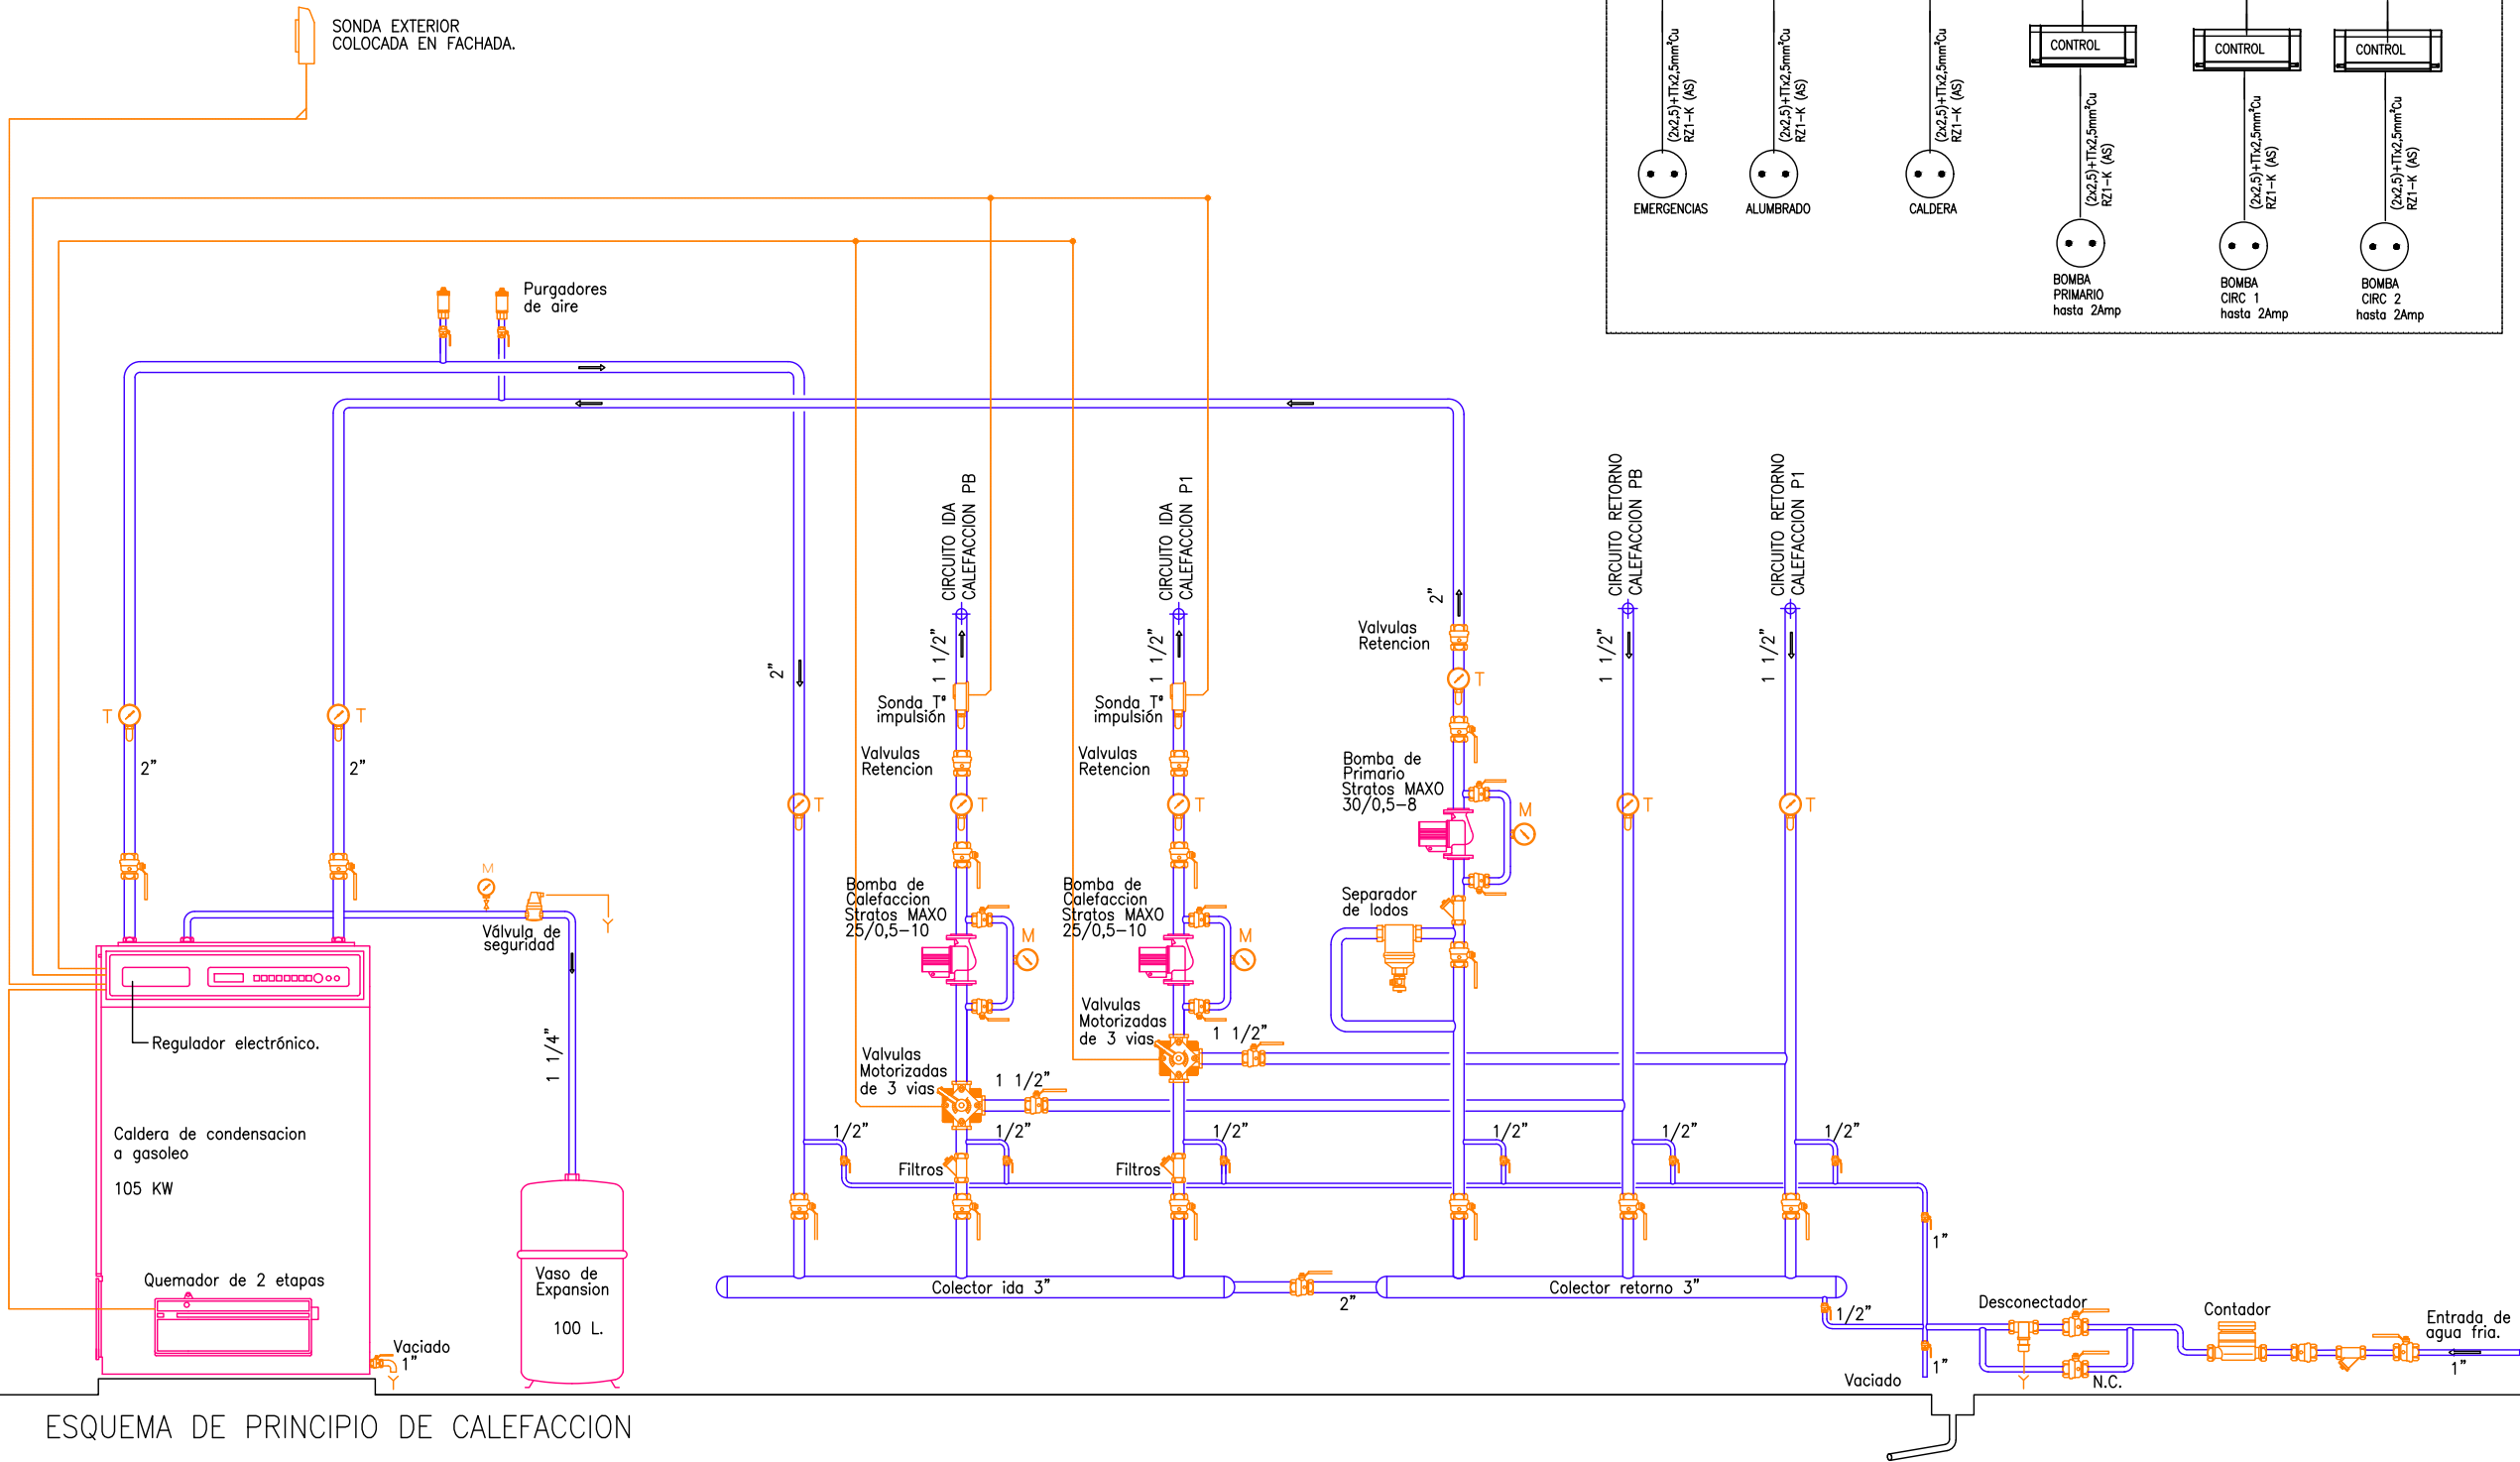 SONDA EXTERIOR
COLOCADA EN FACHADA.
(2x2,5)+TTx2,5mm²Cu
RZ1-K (AS)
EMERGENCIAS
(2x2,5)+TTx2,5mm²Cu
RZ1-K (AS)
ALUMBRADO
(2x2,5)+TTx2,5mm²Cu
RZ1-K (AS)
CALDERA
CONTROL
(2x2,5)+TTx2,5mm²Cu
RZ1-K (AS)
BOMBA
PRIMARIO
hasta 2Amp
CONTROL
(2x2,5)+TTx2,5mm²Cu
RZ1-K (AS)
BOMBA
CIRC 1
hasta 2Amp
CONTROL
(2x2,5)+TTx2,5mm²Cu
RZ1-K (AS)
BOMBA
CIRC 2
hasta 2Amp
Purgadores
de aire
CIRCUITO IDA
CALEFACCION PB
CIRCUITO IDA
CALEFACCION P1
CIRCUITO RETORNO
CALEFACCION PB
CIRCUITO RETORNO
CALEFACCION P1
2"
1 1/2"
1 1/2"
2"
1 1/2"
1 1/2"
Valvulas
Retencion
T
Sonda Tª
impulsión
Sonda Tª
impulsión
T
T
2"
2"
Valvulas
Retencion
Valvulas
Retencion
Bomba de
Primario
Stratos MAXO
30/0,5-8
T
T
T
M
T
T
M
Válvula de
seguridad
Y
Bomba de
Calefaccion
Stratos MAXO
25/0,5-10
M
Bomba de
Calefaccion
Stratos MAXO
25/0,5-10
M
Separador
de lodos
Regulador electrónico.
1 1/4"
Valvulas
Motorizadas
de 3 vias
1 1/2"
Valvulas
Motorizadas
de 3 vias
1 1/2"
Caldera de condensacion
a gasoleo
105 KW
1/2"
1/2"
1/2"
1/2"
1/2"
1/2"
Filtros
Filtros
1"
Quemador de 2 etapas
Vaso de
Expansion
100 L.
Colector ida 3"
2"
Colector retorno 3"
1/2"
Desconectador
Contador
Entrada de
agua fria.
1"
Vaciado
1"
Y
Vaciado
1"
Y
N.C.
ESQUEMA DE PRINCIPIO DE CALEFACCION